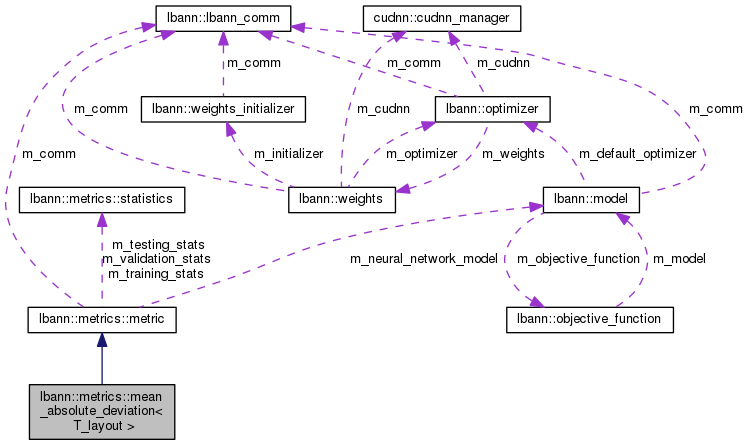 lbann::lbann_comm
cudnn::cudnn_manager
m_comm
m_comm
m_cudnn
lbann::weights_initializer
lbann::optimizer
m_comm
m_cudnn
m_comm
m_comm
m_initializer
m_optimizer
m_weights
m_default_optimizer
lbann::metrics::statistics
lbann::weights
lbann::model
m_testing_stats
m_validation_stats
m_training_stats
m_neural_network_model
m_objective_function
m_model
lbann::metrics::metric
lbann::objective_function
lbann::metrics::mean
_absolute_deviation<
T_layout >